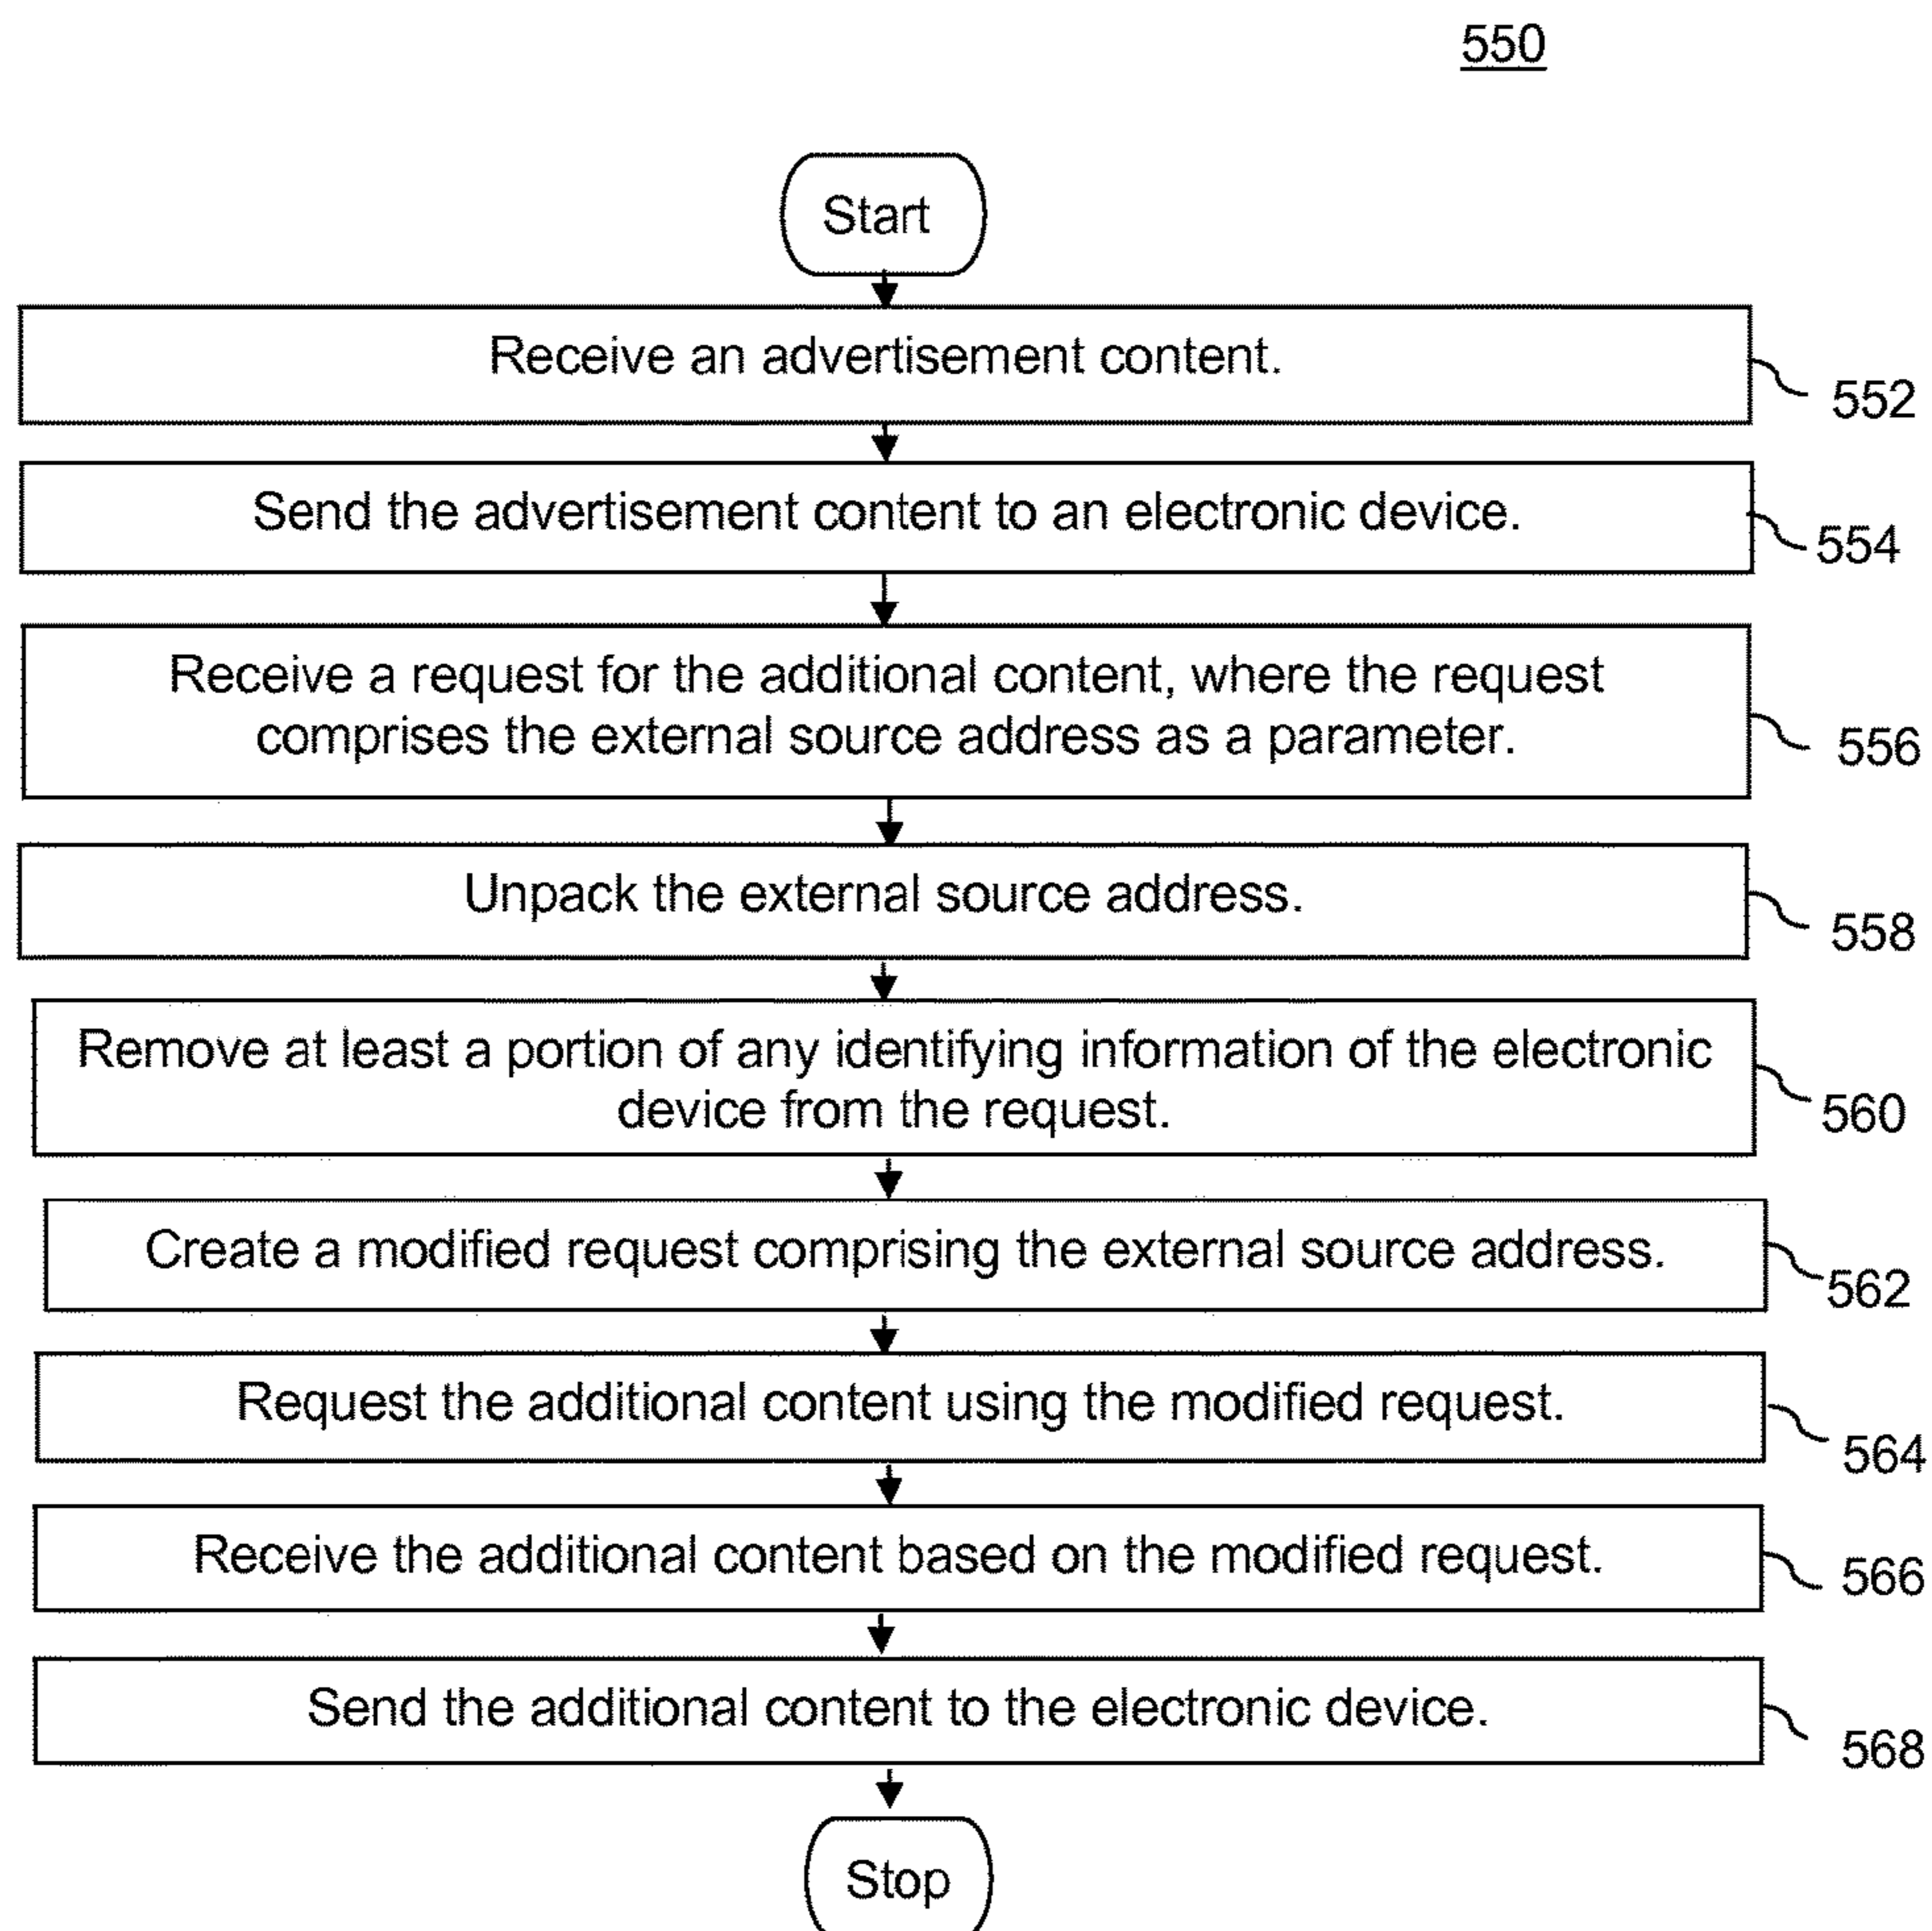 550
Start
Receive an advertisement content.
552
Send the advertisement content to an electronic device.
554
Receive a request for the additional content, where the request
comprises the external source address as a parameter.
556
Unpack the external source address.
558
Remove at least a portion of any identifying information of the electronic
device from the request.
560
Create a modified request comprising the external source address.
562
Request the additional content using the modified request.
564
Receive the additional content based on the modified request.
566
Send the additional content to the electronic device.
568
Stop